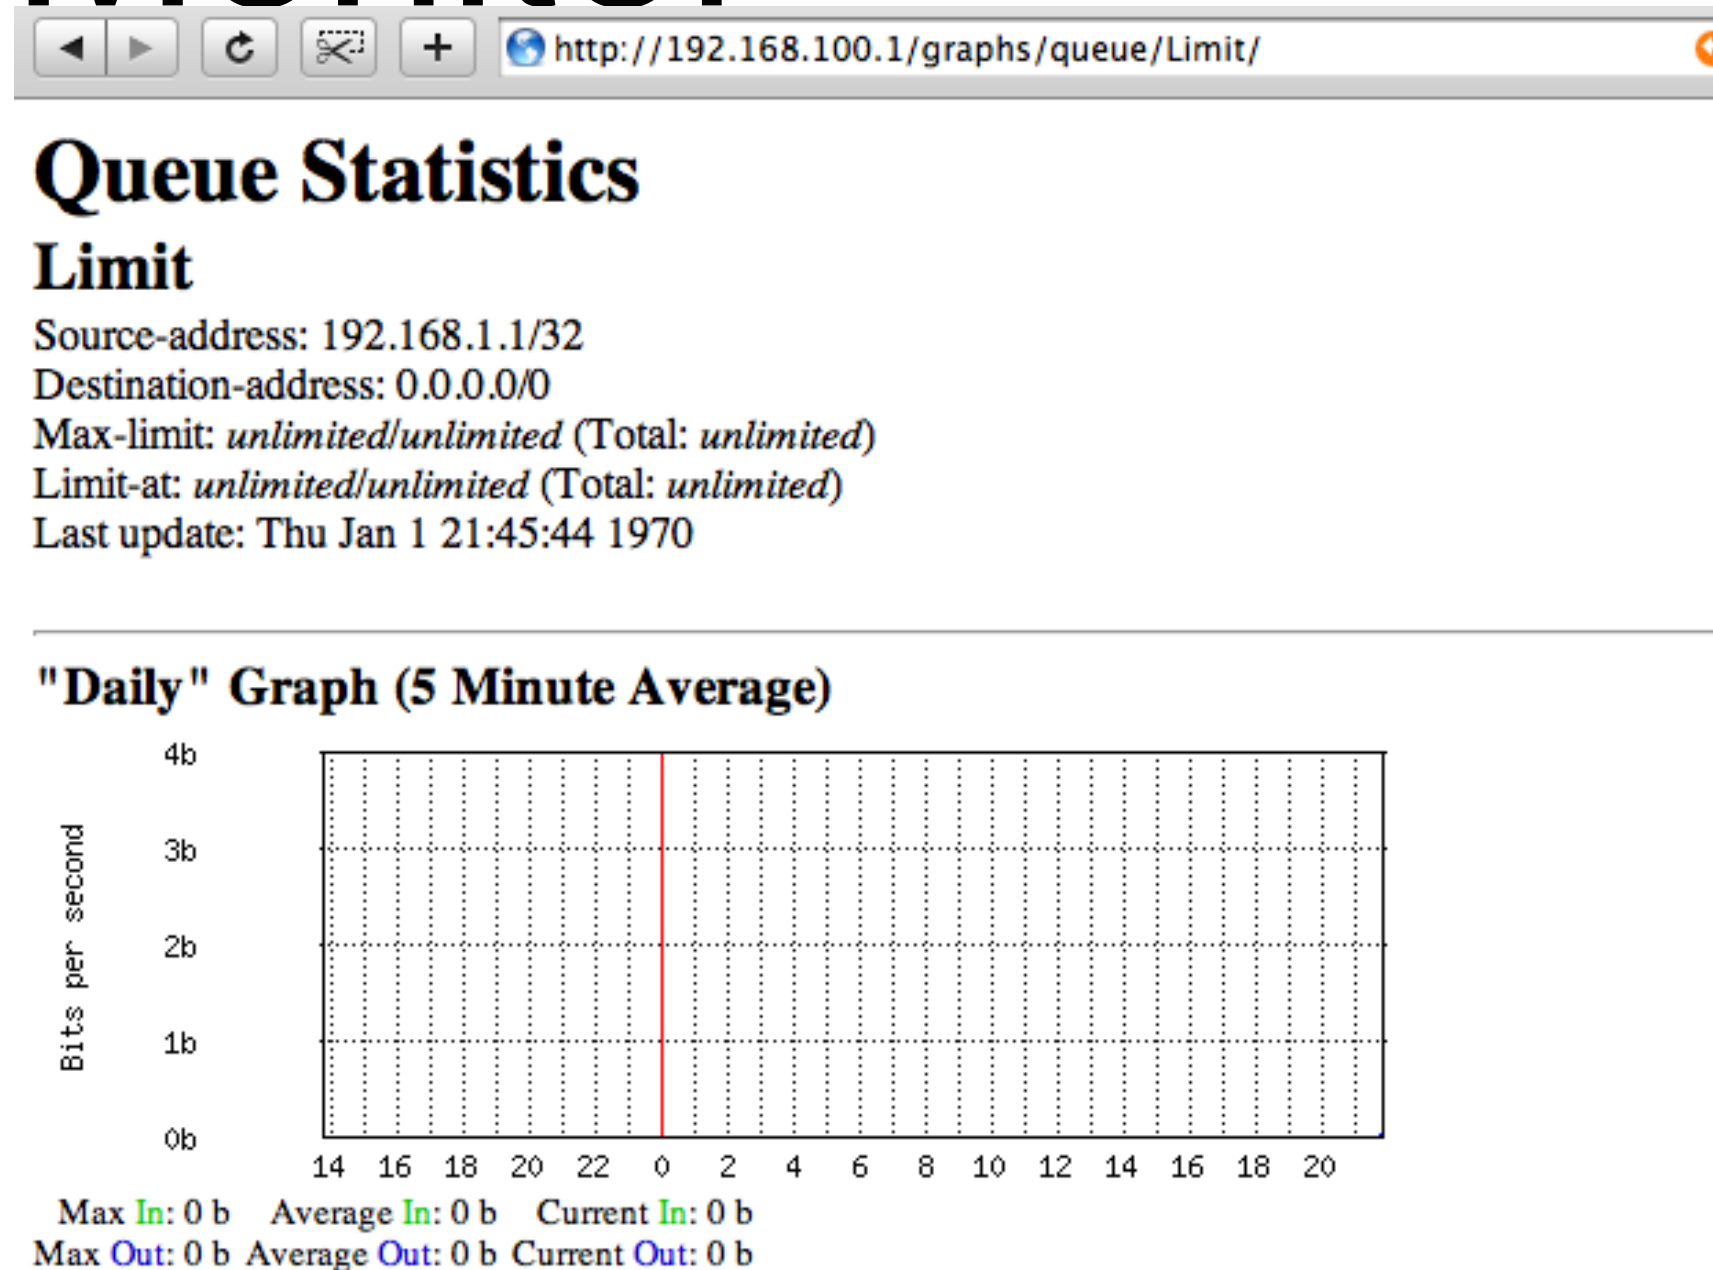 http://192.168.100.1/graphs/queue/Limit/
Queue Statistics
Limit
Source-address: 192.168.1.1/32
Destination-address: 0.0.0.0/0
Max-limit: unlimited/unlimited (Total: unlimited)
Limit-at: unlimited/unlimited (Total: unlimited)
Last update: Thu Jan 1 21:45:44 1970
"Daily" Graph (5 Minute Average)
4b
3b
2b
1b
0b
Bits per second
14 16 18 20 22 0 2 4 6 8 10 12 14 16 18 20
Max In: 0 b Average In: 0 b Current In: 0 b
Max Out: 0 b Average Out: 0 b Current Out: 0 b